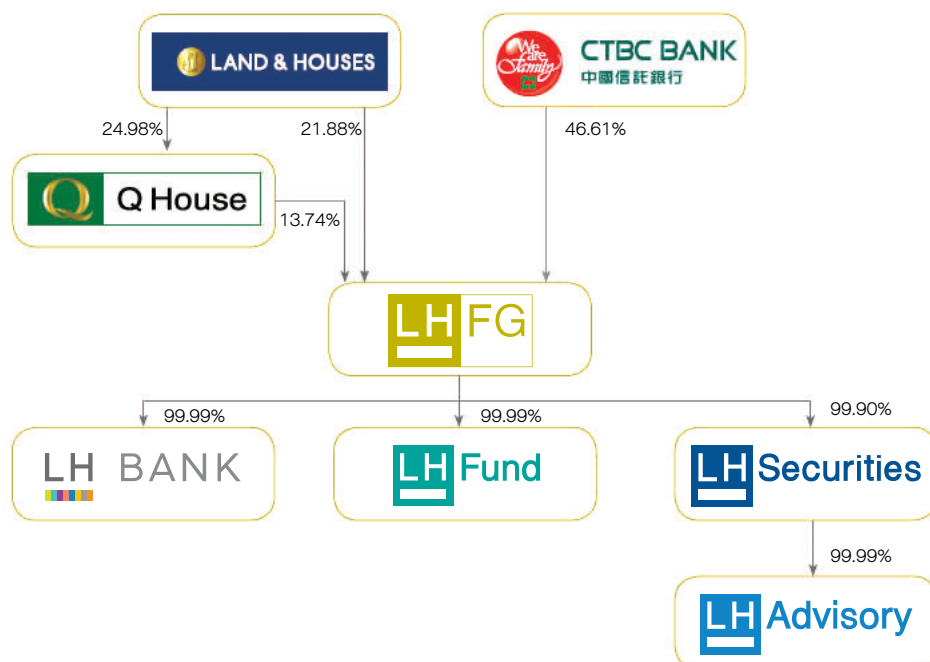 LAND & HOUSES
We are Family
CTBC BANK
中國信託銀行
24.98%
21.88%
46.61%
Q Q House
13.74%
LH FG
99.99%
99.99%
99.90%
LH BANK
LH Fund
LH Securities
99.99%
LH Advisory